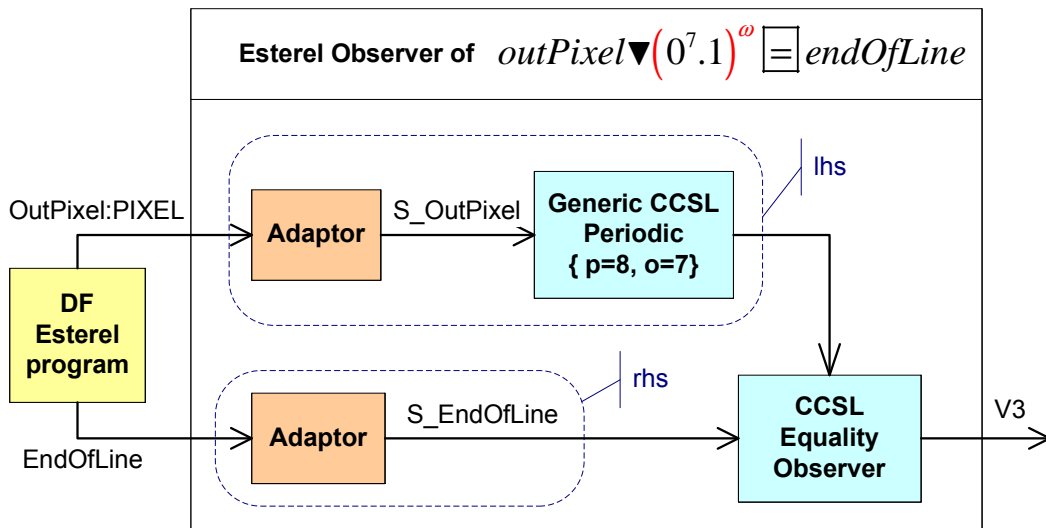 Esterel Observer of outPixel▼(0⁷.1)^ω = endOfLine
lhs
OutPixel:PIXEL
S_OutPixel
Adaptor
Generic CCSL
Periodic
{ p=8, o=7}
DF
Esterel
program
rhs
EndOfLine
Adaptor
S_EndOfLine
CCSL
Equality
Observer
V3